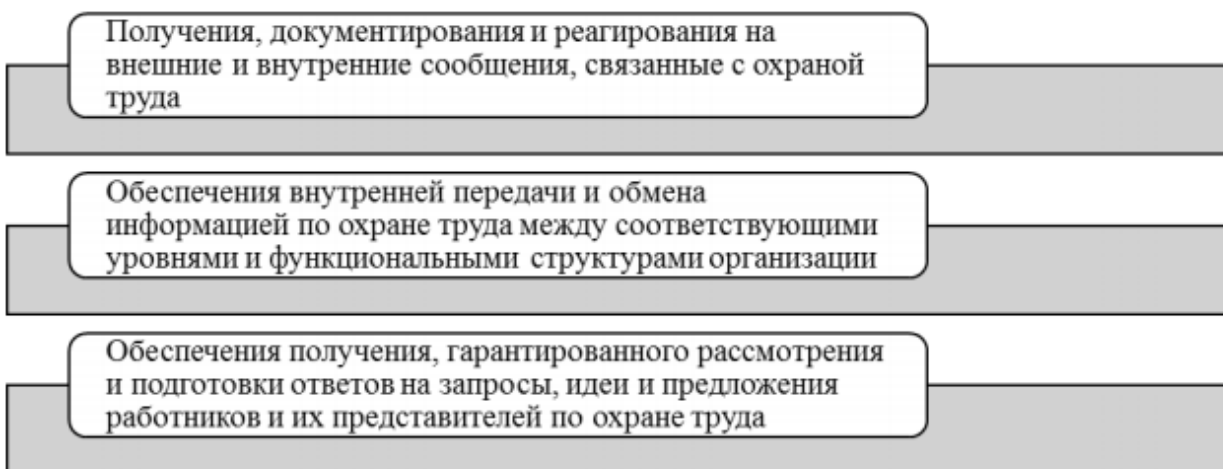 Получения, документирования и реагирования на
внешние и внутренние сообщения, связанные с охраной
труда
Обеспечения внутренней передачи и обмена
информацией по охране труда между соответствующими
уровнями и функциональными структурами организации
Обеспечения получения, гарантированного рассмотрения
и подготовки ответов на запросы, идеи и предложения
работников и их представителей по охране труда